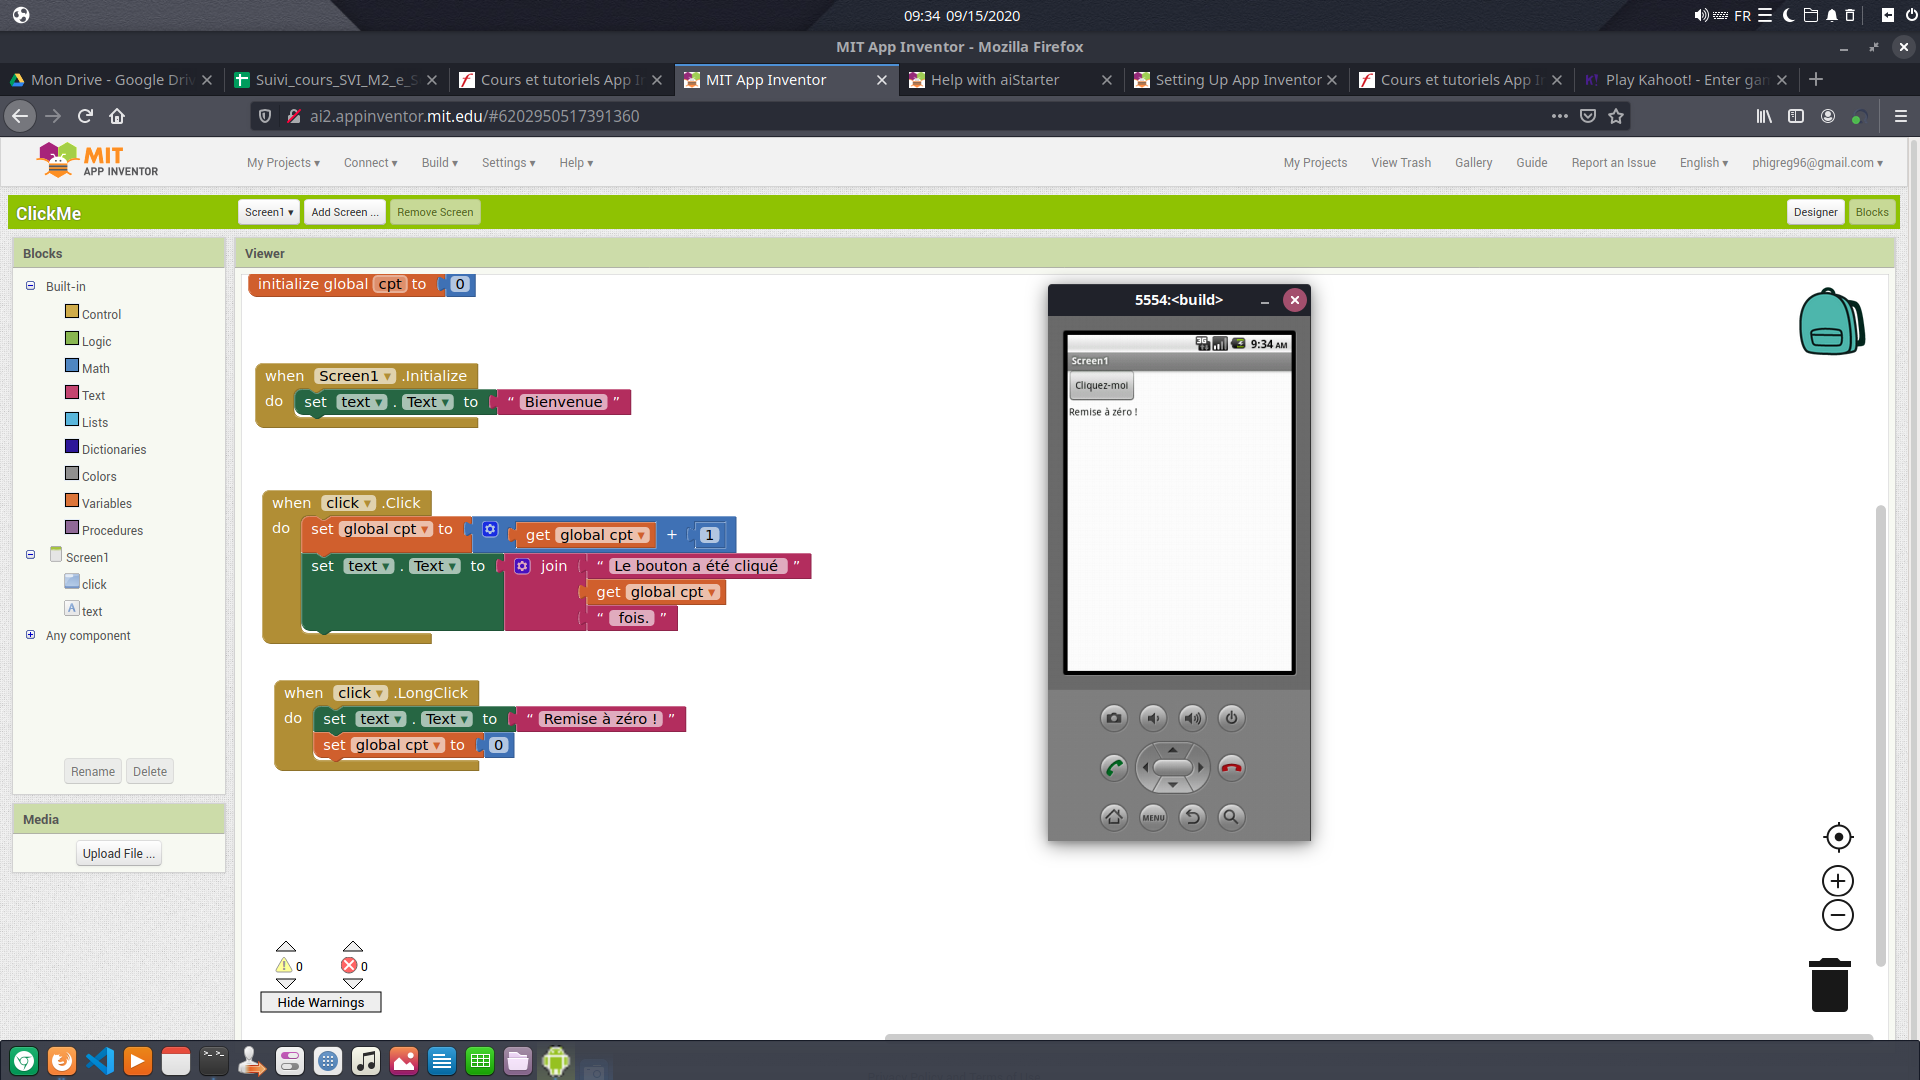 09:34 09/15/2020
FR
MIT App Inventor - Mozilla Firefox
Mon Drive - Google Dri
Suivi_cours_SVI_M2_e_S
Cours et tutoriels App I
MIT App Inventor
Help with aiStarter
Setting Up App Inventor
Cours et tutoriels App I
Play Kahoot! - Enter gam
ai2.appinventor.mit.edu/#6202950517391360
MIT
APP INVENTOR
My Projects ▾
Connect ▾
Build ▾
Settings ▾
Help ▾
My Projects
View Trash
Gallery
Guide
Report an Issue
English ▾
phigreg96@gmail.com ▾
ClickMe
Screen1 ▾
Add Screen ...
Remove Screen
Designer
Blocks
Blocks
Viewer
Built-in
Control
Logic
Math
Text
Lists
Dictionaries
Colors
Variables
Procedures
Screen1
click
A text
Any component
Rename
Delete
Media
Upload File ...
initialize global cpt to 0
when Screen1 ▾ .Initialize
do set text ▾ . Text ▾ to “ Bienvenue ”
when click ▾ .Click
do set global cpt ▾ to get global cpt ▾ + 1
set text ▾ . Text ▾ to join “ Le bouton a été cliqué ”
get global cpt ▾
“ fois. ”
when click ▾ .LongClick
do set text ▾ . Text ▾ to “ Remise à zéro ! ”
set global cpt ▾ to 0
0
0
Hide Warnings
5554:<build>
3G 9:34 AM
Screen1
Cliquez-moi
Remise à zéro !
MENU